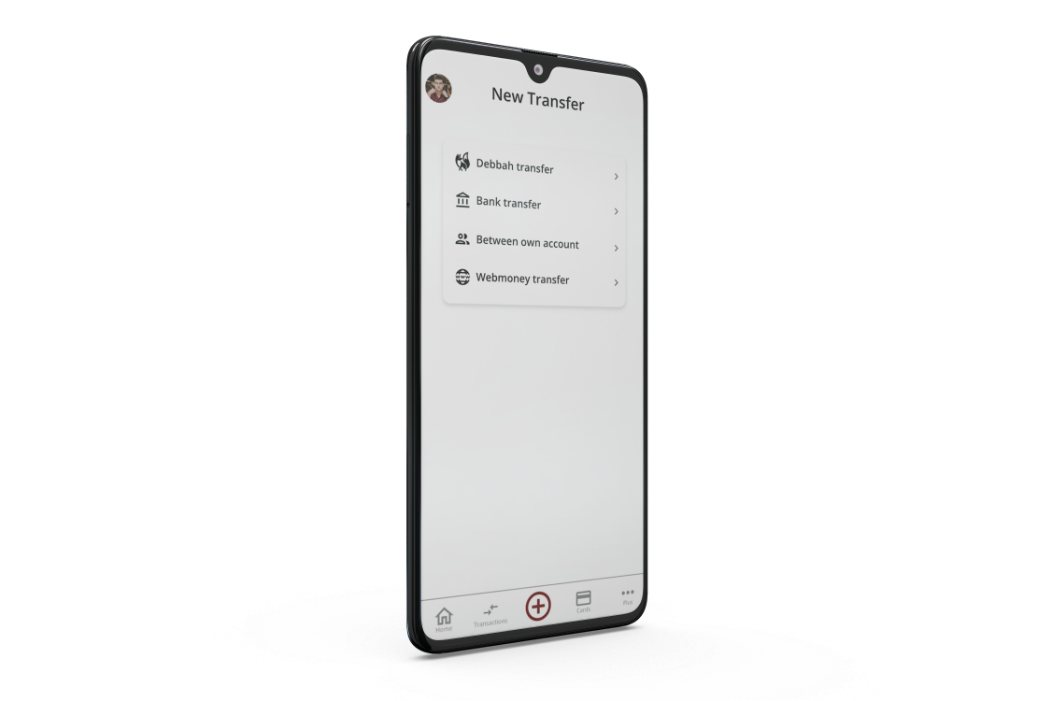 New Transfer
Debbah transfer
Bank transfer
Between own account
Webmoney transfer
Home
Transactions
Cards
Plus